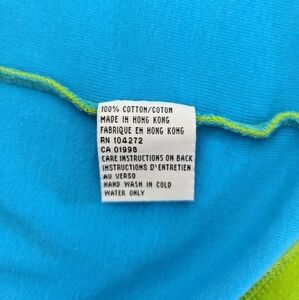 100% COTTON/COTON
MADE IN HONG KONG
FABRIQUE EN HONG KONG
RN 104272
CA 01998
CARE INSTRUCTIONS ON BACK
INSTRUCTIONS D'ENTRETIEN
AU VERSO
HAND WASH IN COLD
WATER ONLY